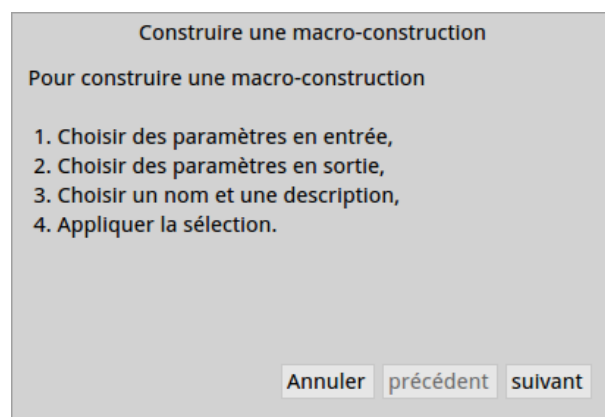 Construire une macro-construction
Pour construire une macro-construction
1. Choisir des paramètres en entrée,
2. Choisir des paramètres en sortie,
3. Choisir un nom et une description,
4. Appliquer la sélection.
Annuler précédent suivant